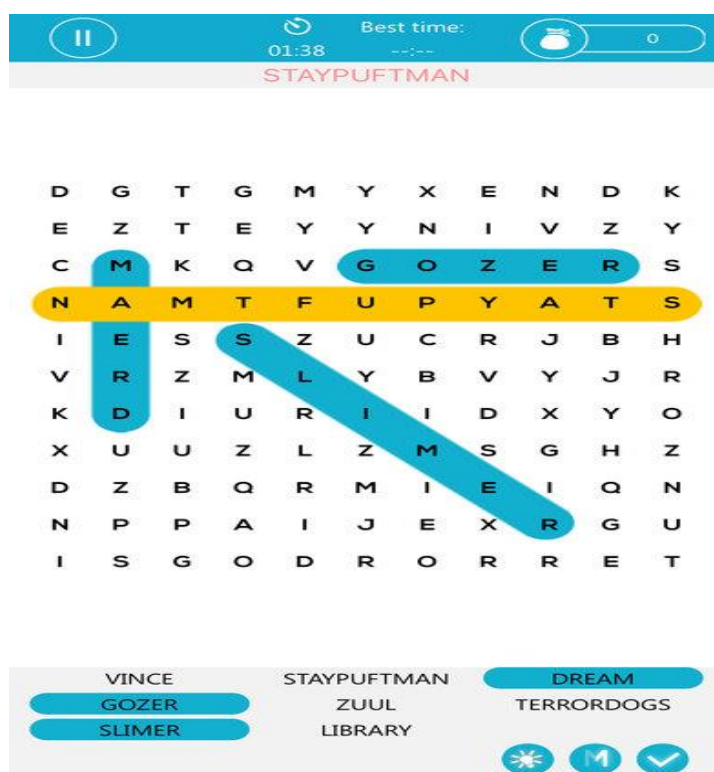 Best time:
01:38 --:-- 0
STAYPUFTMAN
D G T G M Y X E N D K
E Z T E Y Y N I V Z Y
C M K Q V G O Z E R S
N A M T F U P Y A T S
I E S S Z U C R J B H
V R Z M L Y B V Y J R
K D I U R I I D X Y O
X U U Z L Z M S G H Z
D Z B Q R M I E I Q N
N P P A I J E X R G U
I S G O D R O R R E T
VINCE STAYPUFTMAN DREAM
GOZER ZUUL TERRORDOGS
SLIMER LIBRARY
M